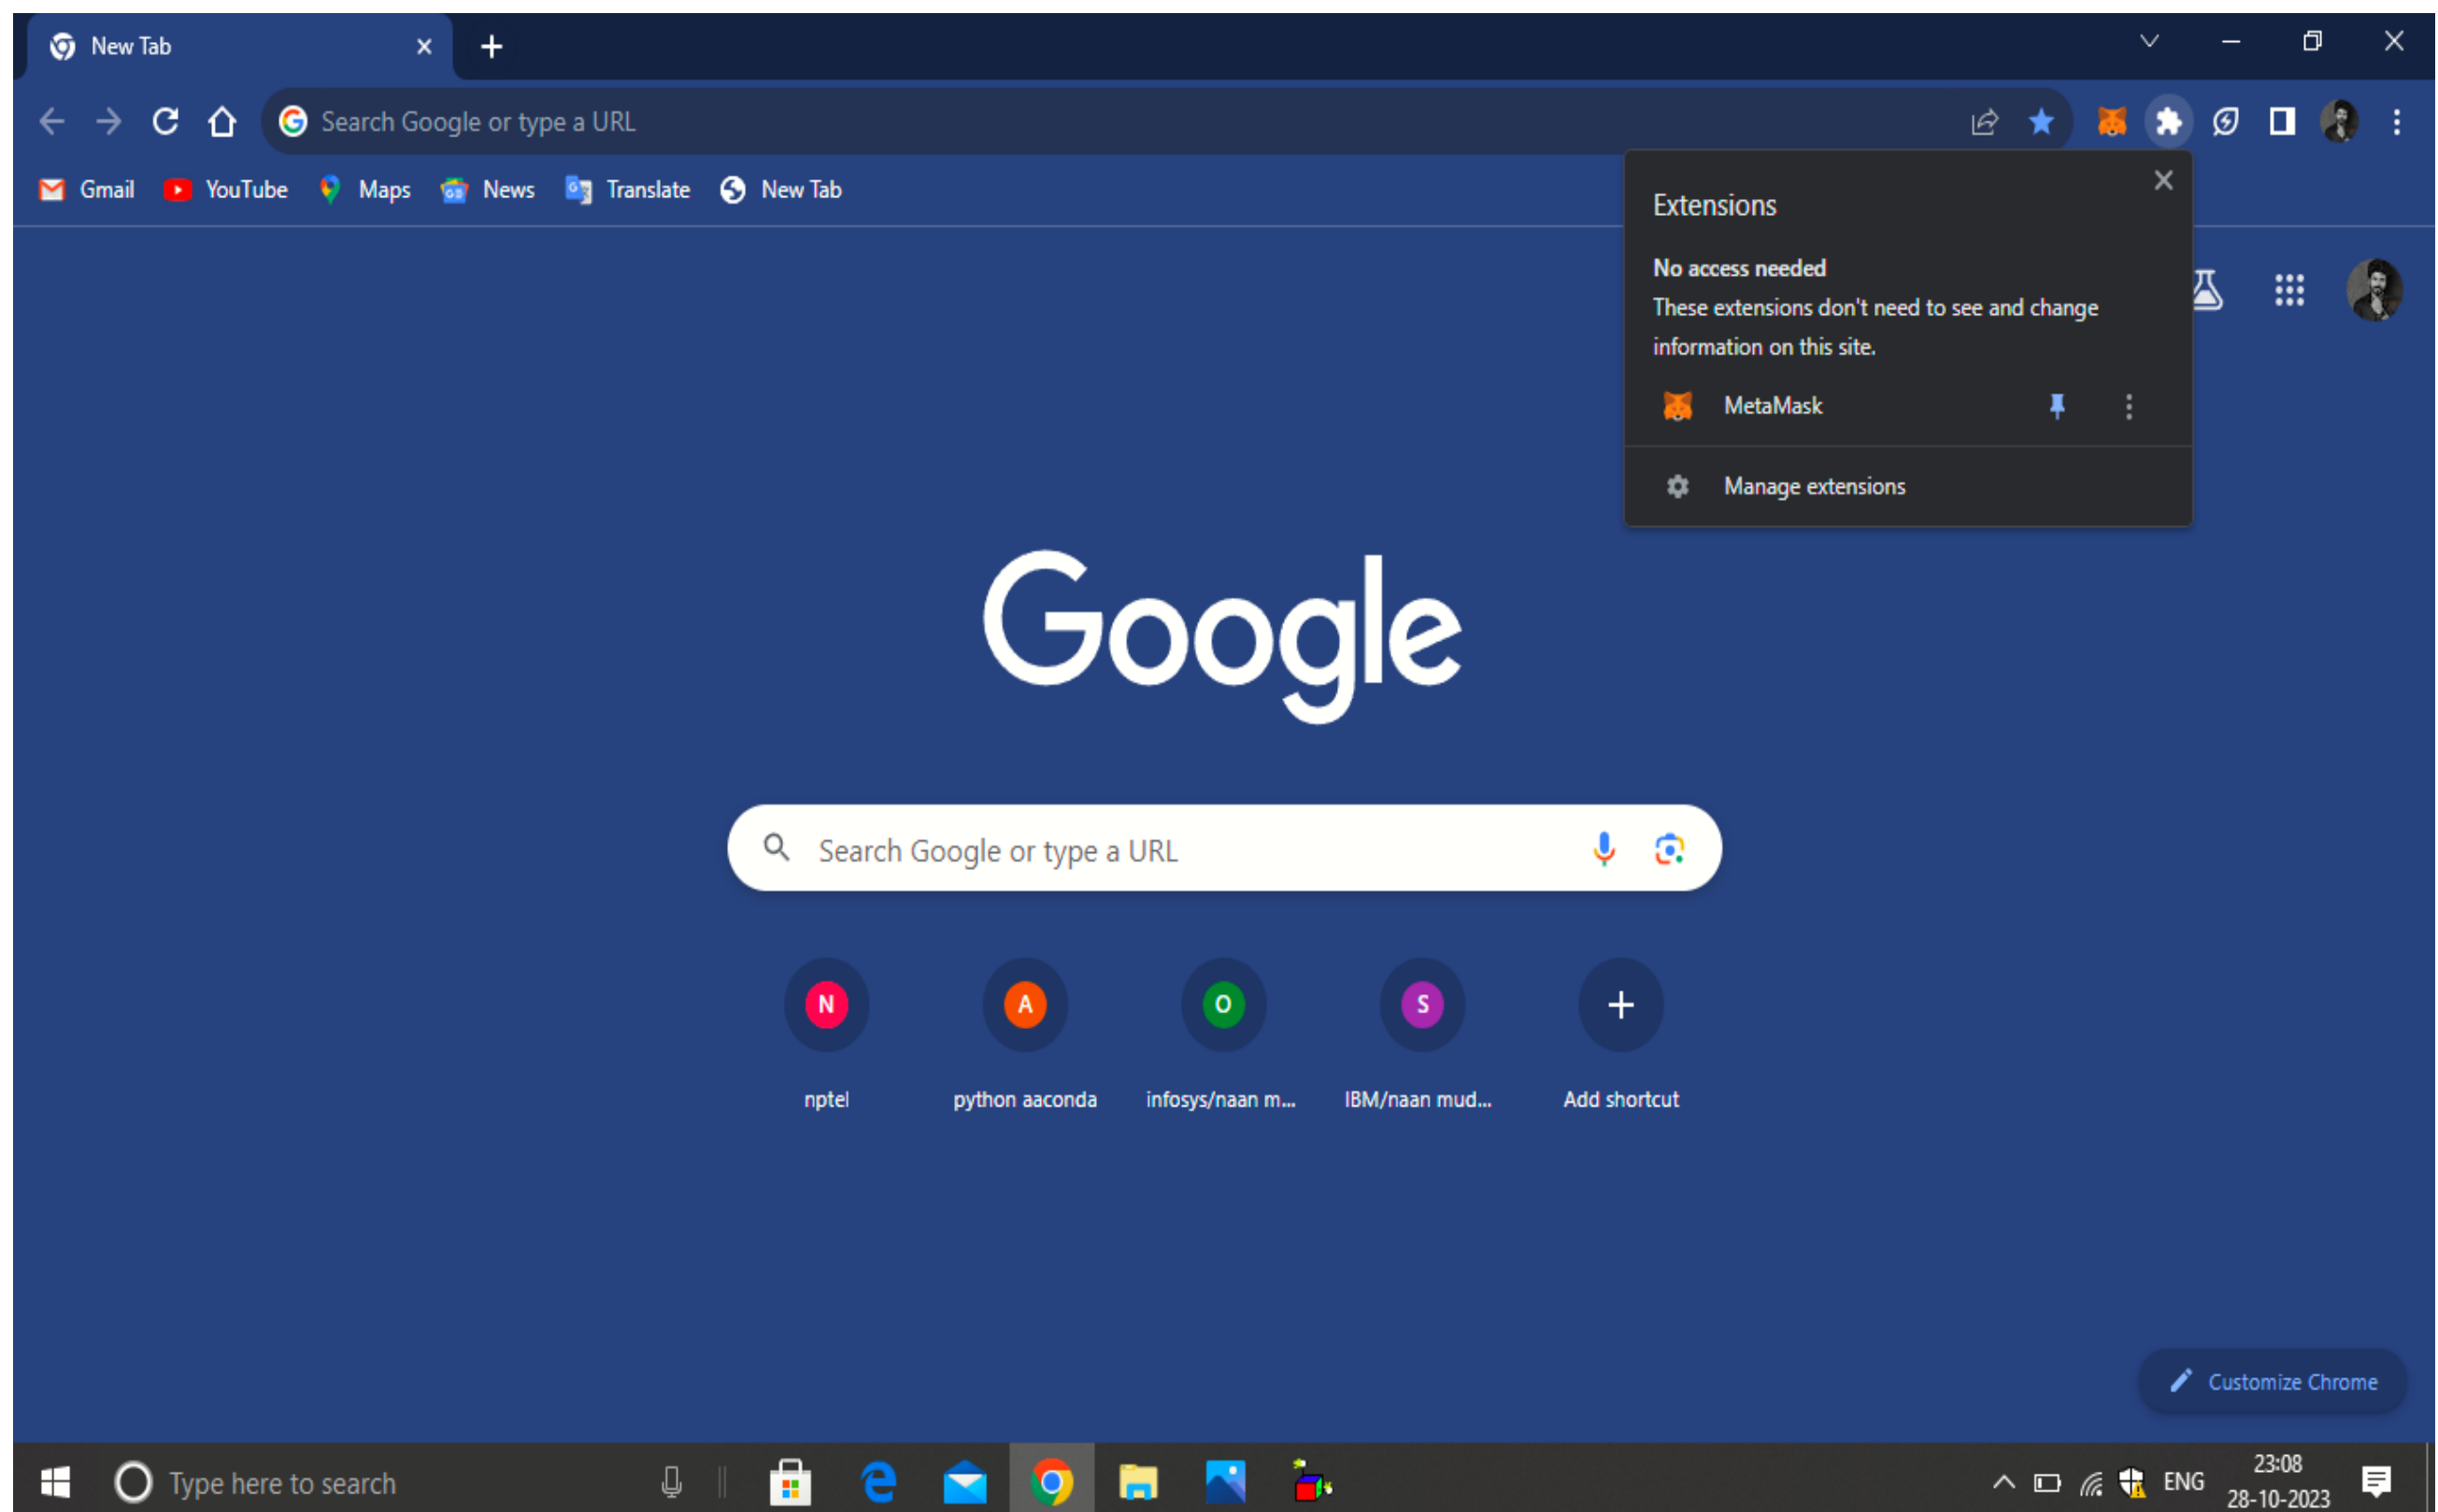 New Tab
Search Google or type a URL
Gmail
YouTube
Maps
News
Translate
New Tab
Extensions
No access needed
These extensions don't need to see and change
information on this site.
MetaMask
Manage extensions
Google
Search Google or type a URL
N
A
O
S
nptel
python aaconda
infosys/naan m...
IBM/naan mud...
Add shortcut
Customize Chrome
Type here to search
ENG
23:08
28-10-2023